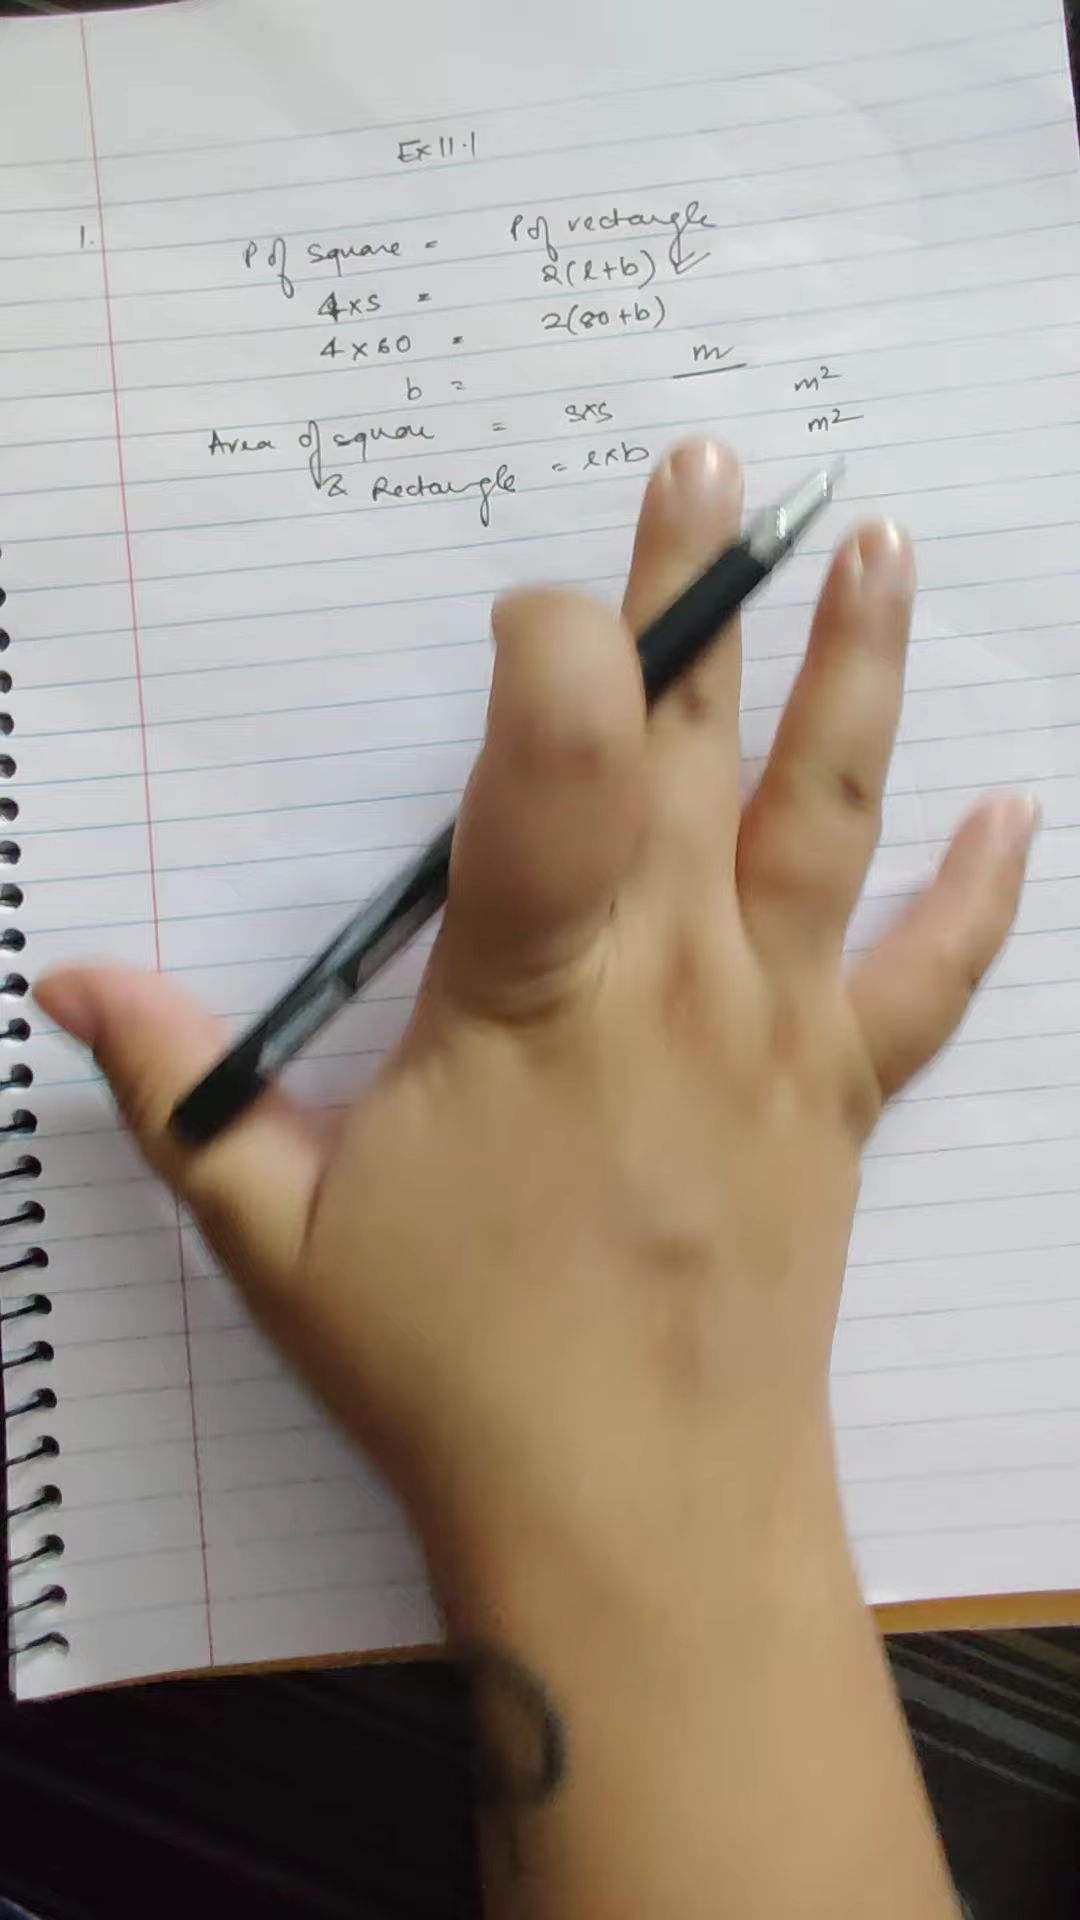 Ex 11.1
1.
P of square = P of rectangle
4×s = 2(l+b)
4×60 = 2(80+b)
b = m
Area of square = s×s m²
& Rectangle = l×b m²